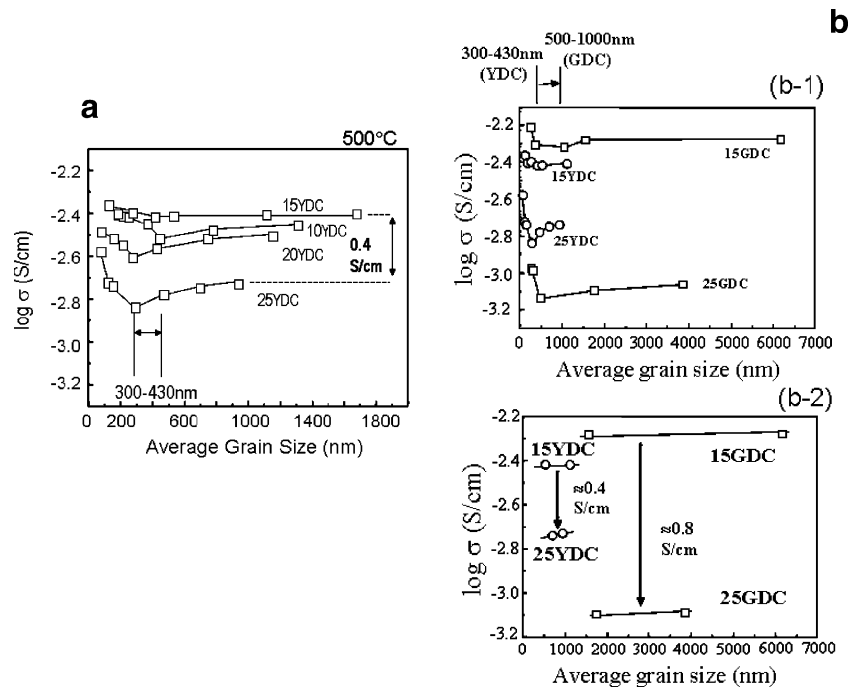 a
500°C
-2.2
-2.4
-2.6
-2.8
-3.0
-3.2
log σ (S/cm)
15YDC
10YDC
20YDC
25YDC
0.4
S/cm
300-430nm
0 200 600 1000 1400 1800
Average Grain Size (nm)
b
300-430nm
(YDC)
500-1000nm
(GDC)
(b-1)
-2.2
-2.4
-2.6
-2.8
-3.0
-3.2
log σ (S/cm)
15GDC
15YDC
25YDC
25GDC
0 1000 2000 3000 4000 5000 6000 7000
Average grain size (nm)
(b-2)
-2.2
-2.4
-2.6
-2.8
-3.0
-3.2
log σ (S/cm)
15YDC
15GDC
≈0.4
S/cm
≈0.8
S/cm
25YDC
25GDC
0 1000 2000 3000 4000 5000 6000 7000
Average grain size (nm)